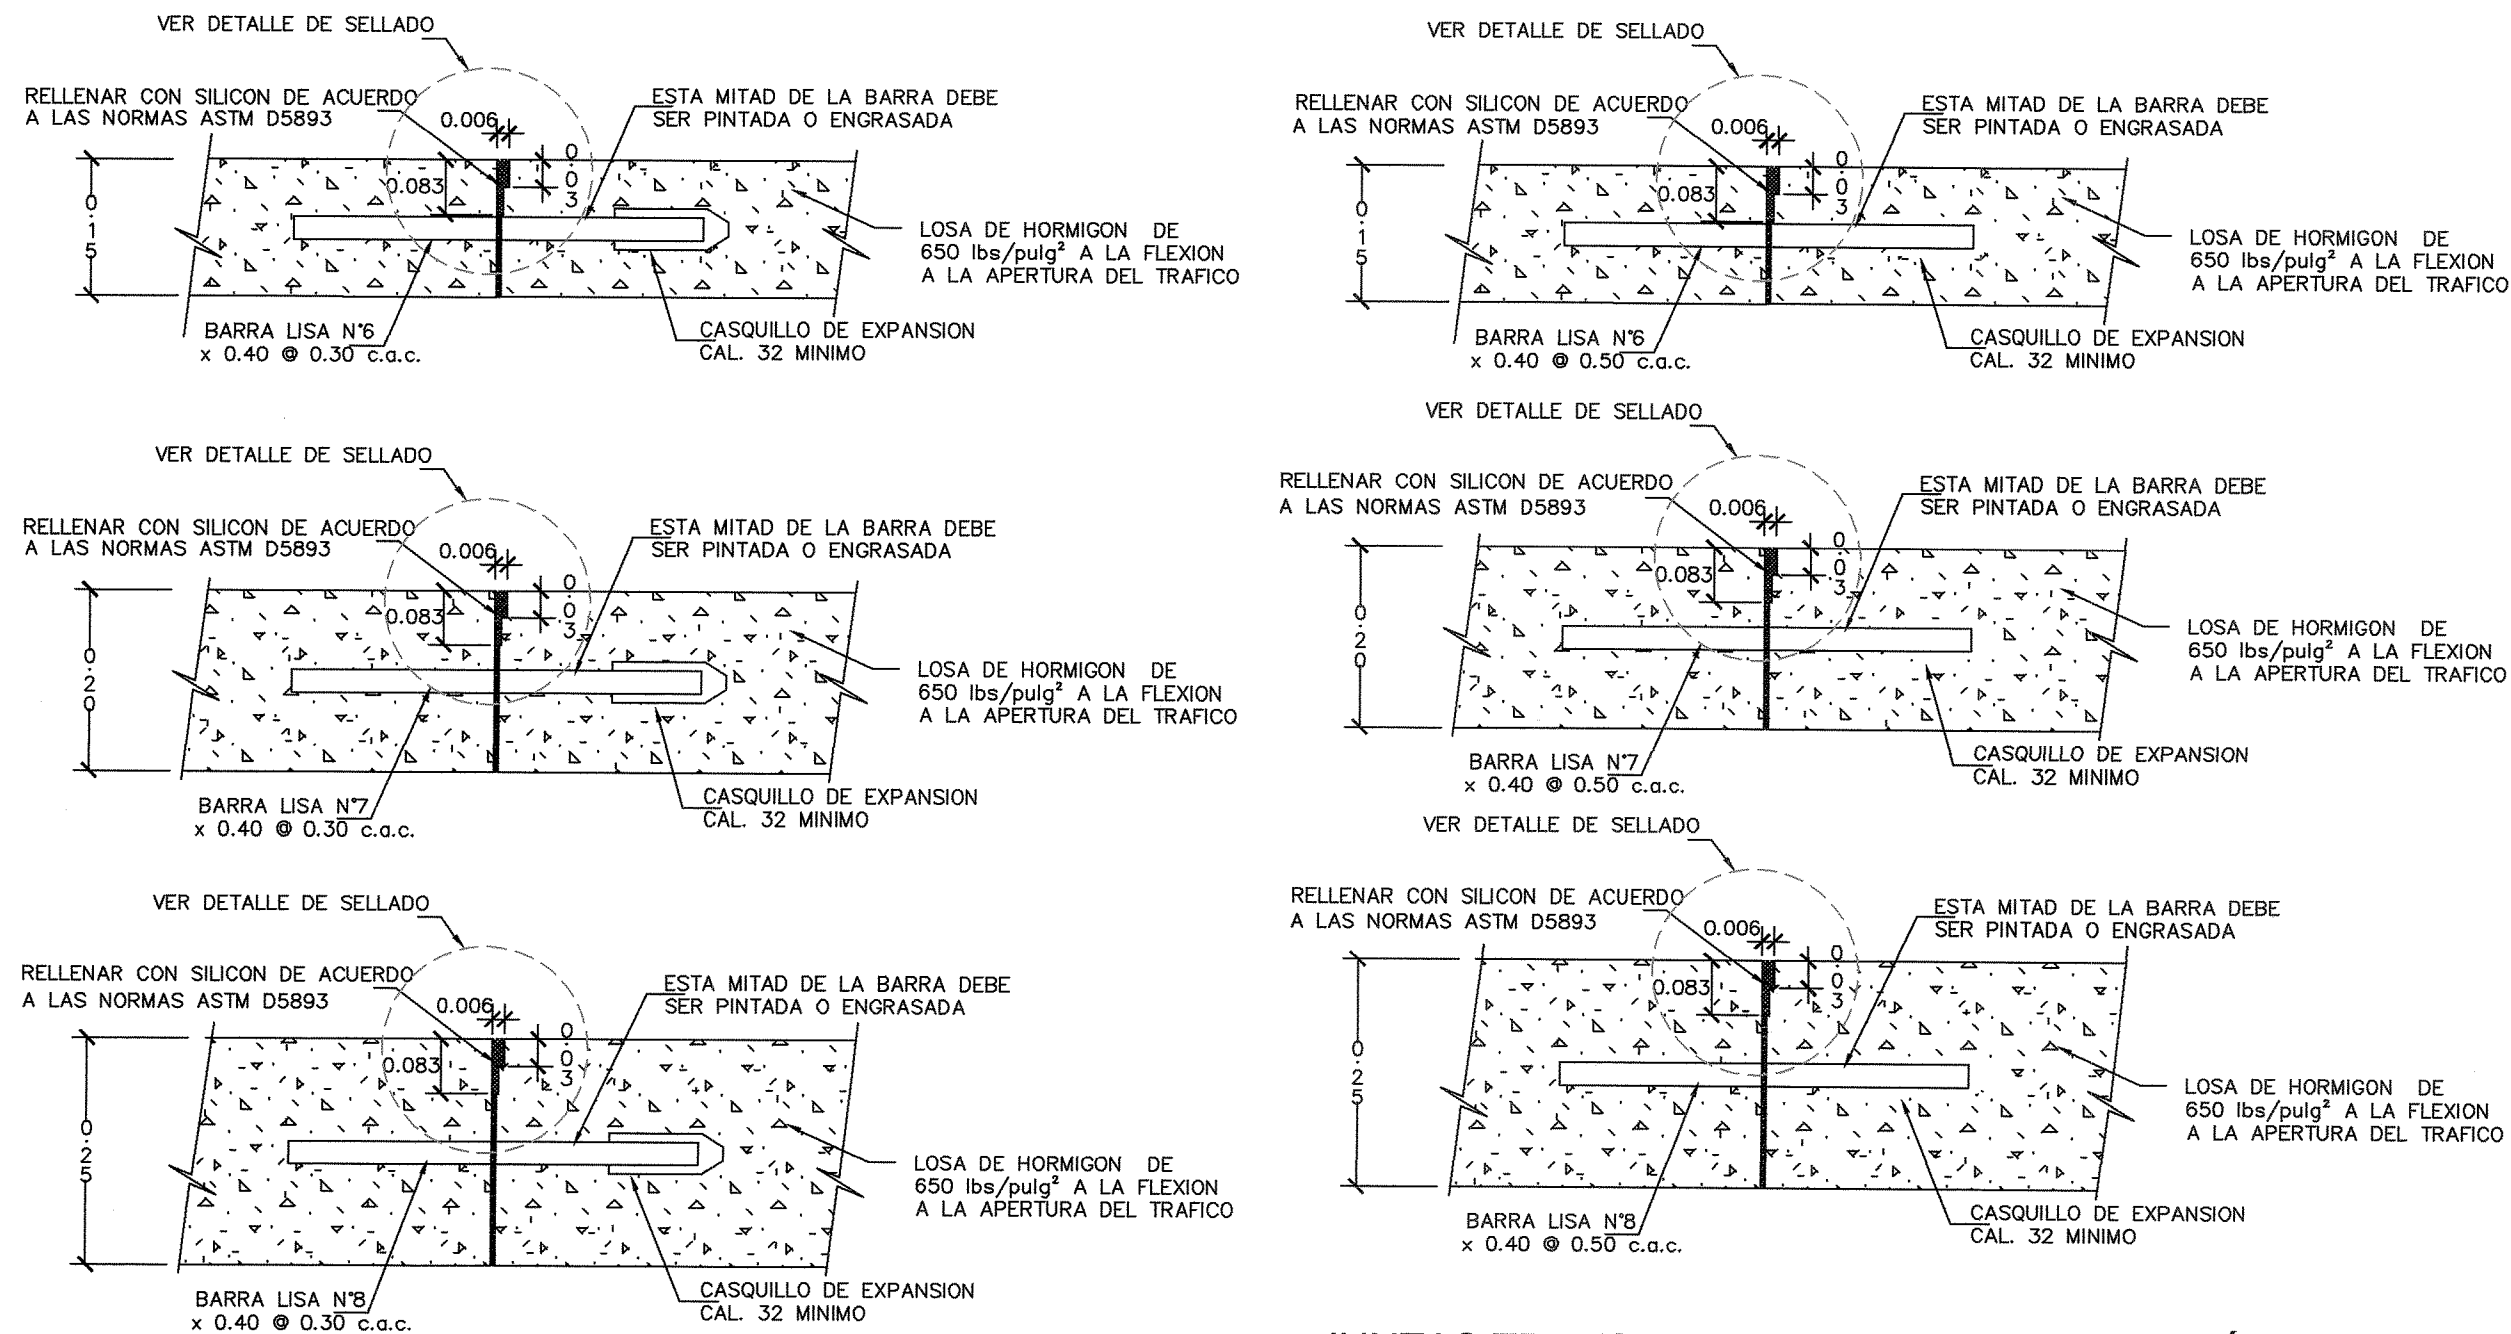 VER DETALLE DE SELLADO
RELLENAR CON SILICON DE ACUERDO
A LAS NORMAS ASTM D5893
0.006
ESTA MITAD DE LA BARRA DEBE
SER PINTADA O ENGRASADA
0.083
0.03
0.15
LOSA DE HORMIGON DE
650 lbs/pulg² A LA FLEXION
A LA APERTURA DEL TRAFICO
BARRA LISA N°6
x 0.40 @ 0.30 c.a.c.
CASQUILLO DE EXPANSION
CAL. 32 MINIMO
VER DETALLE DE SELLADO
RELLENAR CON SILICON DE ACUERDO
A LAS NORMAS ASTM D5893
0.006
ESTA MITAD DE LA BARRA DEBE
SER PINTADA O ENGRASADA
0.083
0.03
0.15
LOSA DE HORMIGON DE
650 lbs/pulg² A LA FLEXION
A LA APERTURA DEL TRAFICO
BARRA LISA N°6
x 0.40 @ 0.50 c.a.c.
CASQUILLO DE EXPANSION
CAL. 32 MINIMO
VER DETALLE DE SELLADO
RELLENAR CON SILICON DE ACUERDO
A LAS NORMAS ASTM D5893
0.006
ESTA MITAD DE LA BARRA DEBE
SER PINTADA O ENGRASADA
0.083
0.03
0.20
LOSA DE HORMIGON DE
650 lbs/pulg² A LA FLEXION
A LA APERTURA DEL TRAFICO
BARRA LISA N°7
x 0.40 @ 0.30 c.a.c.
CASQUILLO DE EXPANSION
CAL. 32 MINIMO
VER DETALLE DE SELLADO
RELLENAR CON SILICON DE ACUERDO
A LAS NORMAS ASTM D5893
0.006
ESTA MITAD DE LA BARRA DEBE
SER PINTADA O ENGRASADA
0.083
0.03
0.20
LOSA DE HORMIGON DE
650 lbs/pulg² A LA FLEXION
A LA APERTURA DEL TRAFICO
BARRA LISA N°7
x 0.40 @ 0.50 c.a.c.
CASQUILLO DE EXPANSION
CAL. 32 MINIMO
VER DETALLE DE SELLADO
RELLENAR CON SILICON DE ACUERDO
A LAS NORMAS ASTM D5893
0.006
ESTA MITAD DE LA BARRA DEBE
SER PINTADA O ENGRASADA
0.083
0.03
0.25
LOSA DE HORMIGON DE
650 lbs/pulg² A LA FLEXION
A LA APERTURA DEL TRAFICO
BARRA LISA N°8
x 0.40 @ 0.30 c.a.c.
CASQUILLO DE EXPANSION
CAL. 32 MINIMO
VER DETALLE DE SELLADO
RELLENAR CON SILICON DE ACUERDO
A LAS NORMAS ASTM D5893
0.006
ESTA MITAD DE LA BARRA DEBE
SER PINTADA O ENGRASADA
0.083
0.03
0.25
LOSA DE HORMIGON DE
650 lbs/pulg² A LA FLEXION
A LA APERTURA DEL TRAFICO
BARRA LISA N°8
x 0.40 @ 0.50 c.a.c.
CASQUILLO DE EXPANSION
CAL. 32 MINIMO